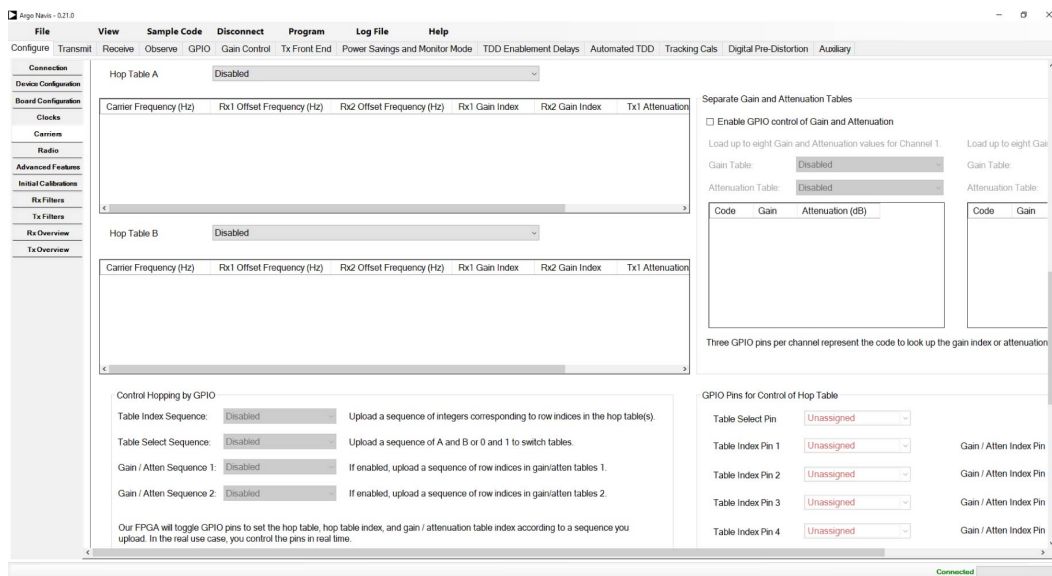 Argo Navis - 0.21.0
File View Sample Code Disconnect Program Log File Help
Configure Transmit Receive Observe GPIO Gain Control Tx Front End Power Savings and Monitor Mode TDD Enablement Delays Automated TDD Tracking Cals Digital Pre-Distortion Auxiliary
Connection
Device Configuration
Board Configuration
Clocks
Carriers
Radio
Advanced Features
Initial Calibrations
Rx Filters
Tx Filters
Rx Overview
Tx Overview
Hop Table A Disabled
Carrier Frequency (Hz) Rx1 Offset Frequency (Hz) Rx2 Offset Frequency (Hz) Rx1 Gain Index Rx2 Gain Index Tx1 Attenuation
Hop Table B Disabled
Carrier Frequency (Hz) Rx1 Offset Frequency (Hz) Rx2 Offset Frequency (Hz) Rx1 Gain Index Rx2 Gain Index Tx1 Attenuation
Separate Gain and Attenuation Tables
Enable GPIO control of Gain and Attenuation
Load up to eight Gain and Attenuation values for Channel 1. Load up to eight Gai
Gain Table: Disabled Gain Table:
Attenuation Table: Disabled Attenuation Table:
Code Gain Attenuation (dB) Code Gain
Three GPIO pins per channel represent the code to look up the gain index or attenuation
Control Hopping by GPIO
Table Index Sequence: Disabled Upload a sequence of integers corresponding to row indices in the hop table(s).
Table Select Sequence: Disabled Upload a sequence of A and B or 0 and 1 to switch tables.
Gain / Atten Sequence 1: Disabled If enabled, upload a sequence of row indices in gain/atten tables 1.
Gain / Atten Sequence 2: Disabled If enabled, upload a sequence of row indices in gain/atten tables 2.
Our FPGA will toggle GPIO pins to set the hop table, hop table index, and gain / attenuation table index according to a sequence you
upload. In the real use case, you control the pins in real time.
GPIO Pins for Control of Hop Table
Table Select Pin Unassigned
Table Index Pin 1 Unassigned Gain / Atten Index Pin
Table Index Pin 2 Unassigned Gain / Atten Index Pin
Table Index Pin 3 Unassigned Gain / Atten Index Pin
Table Index Pin 4 Unassigned Gain / Atten Index Pin
Connected